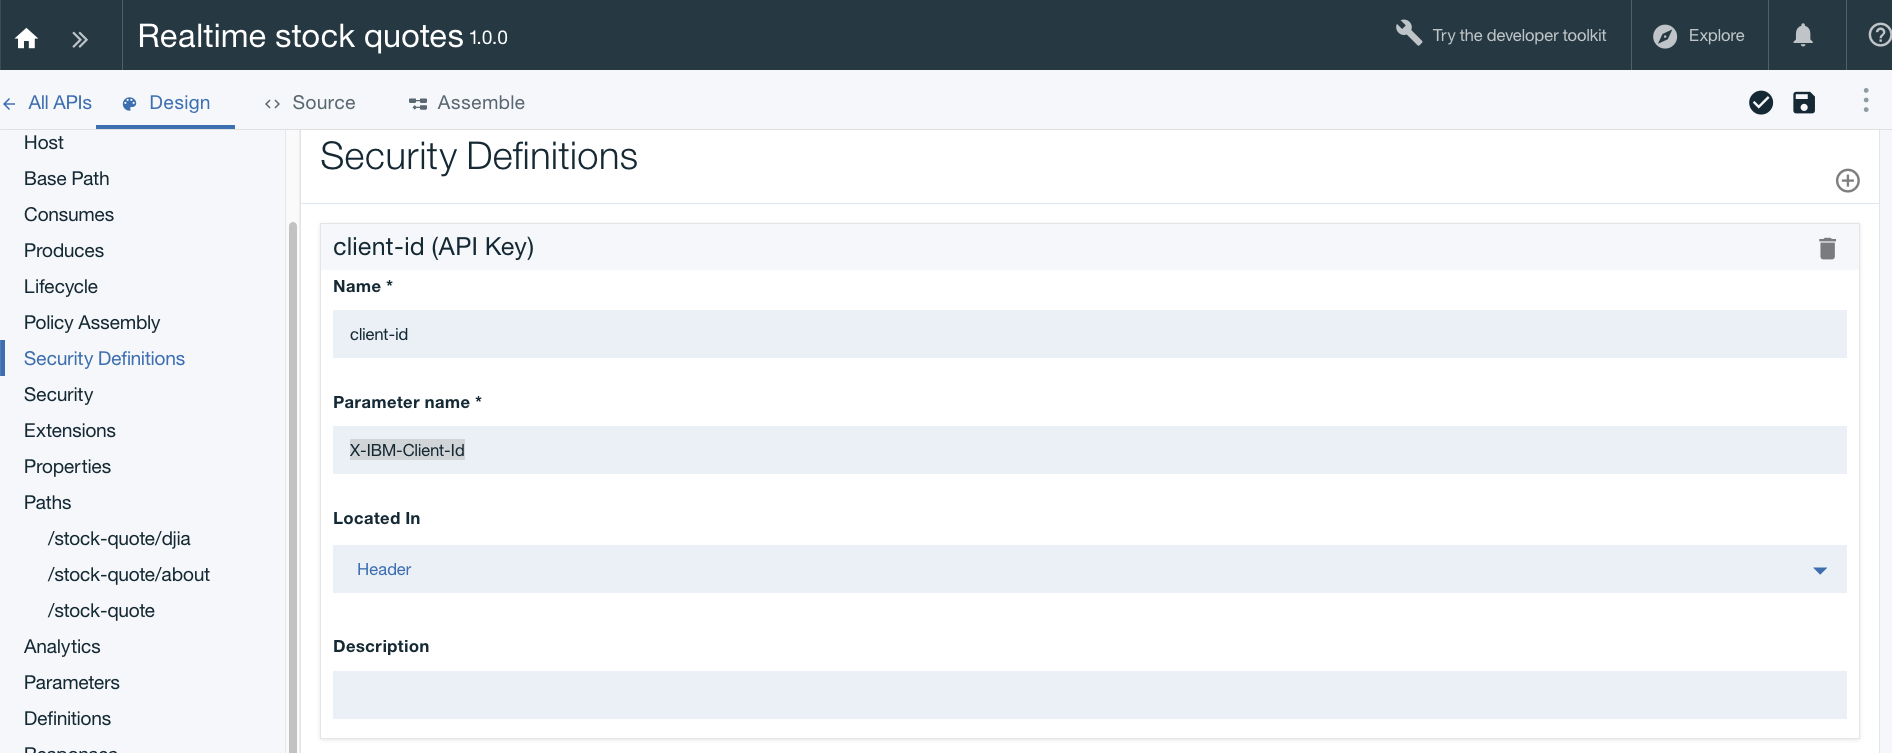 Realtime stock quotes 1.0.0
Try the developer toolkit
Explore
All APIs
Design
Source
Assemble
Host
Base Path
Consumes
Produces
Lifecycle
Policy Assembly
Security Definitions
Security
Extensions
Properties
Paths
/stock-quote/djia
/stock-quote/about
/stock-quote
Analytics
Parameters
Definitions
Responses
Security Definitions
client-id (API Key)
Name *
client-id
Parameter name *
X-IBM-Client-Id
Located In
Header
Description